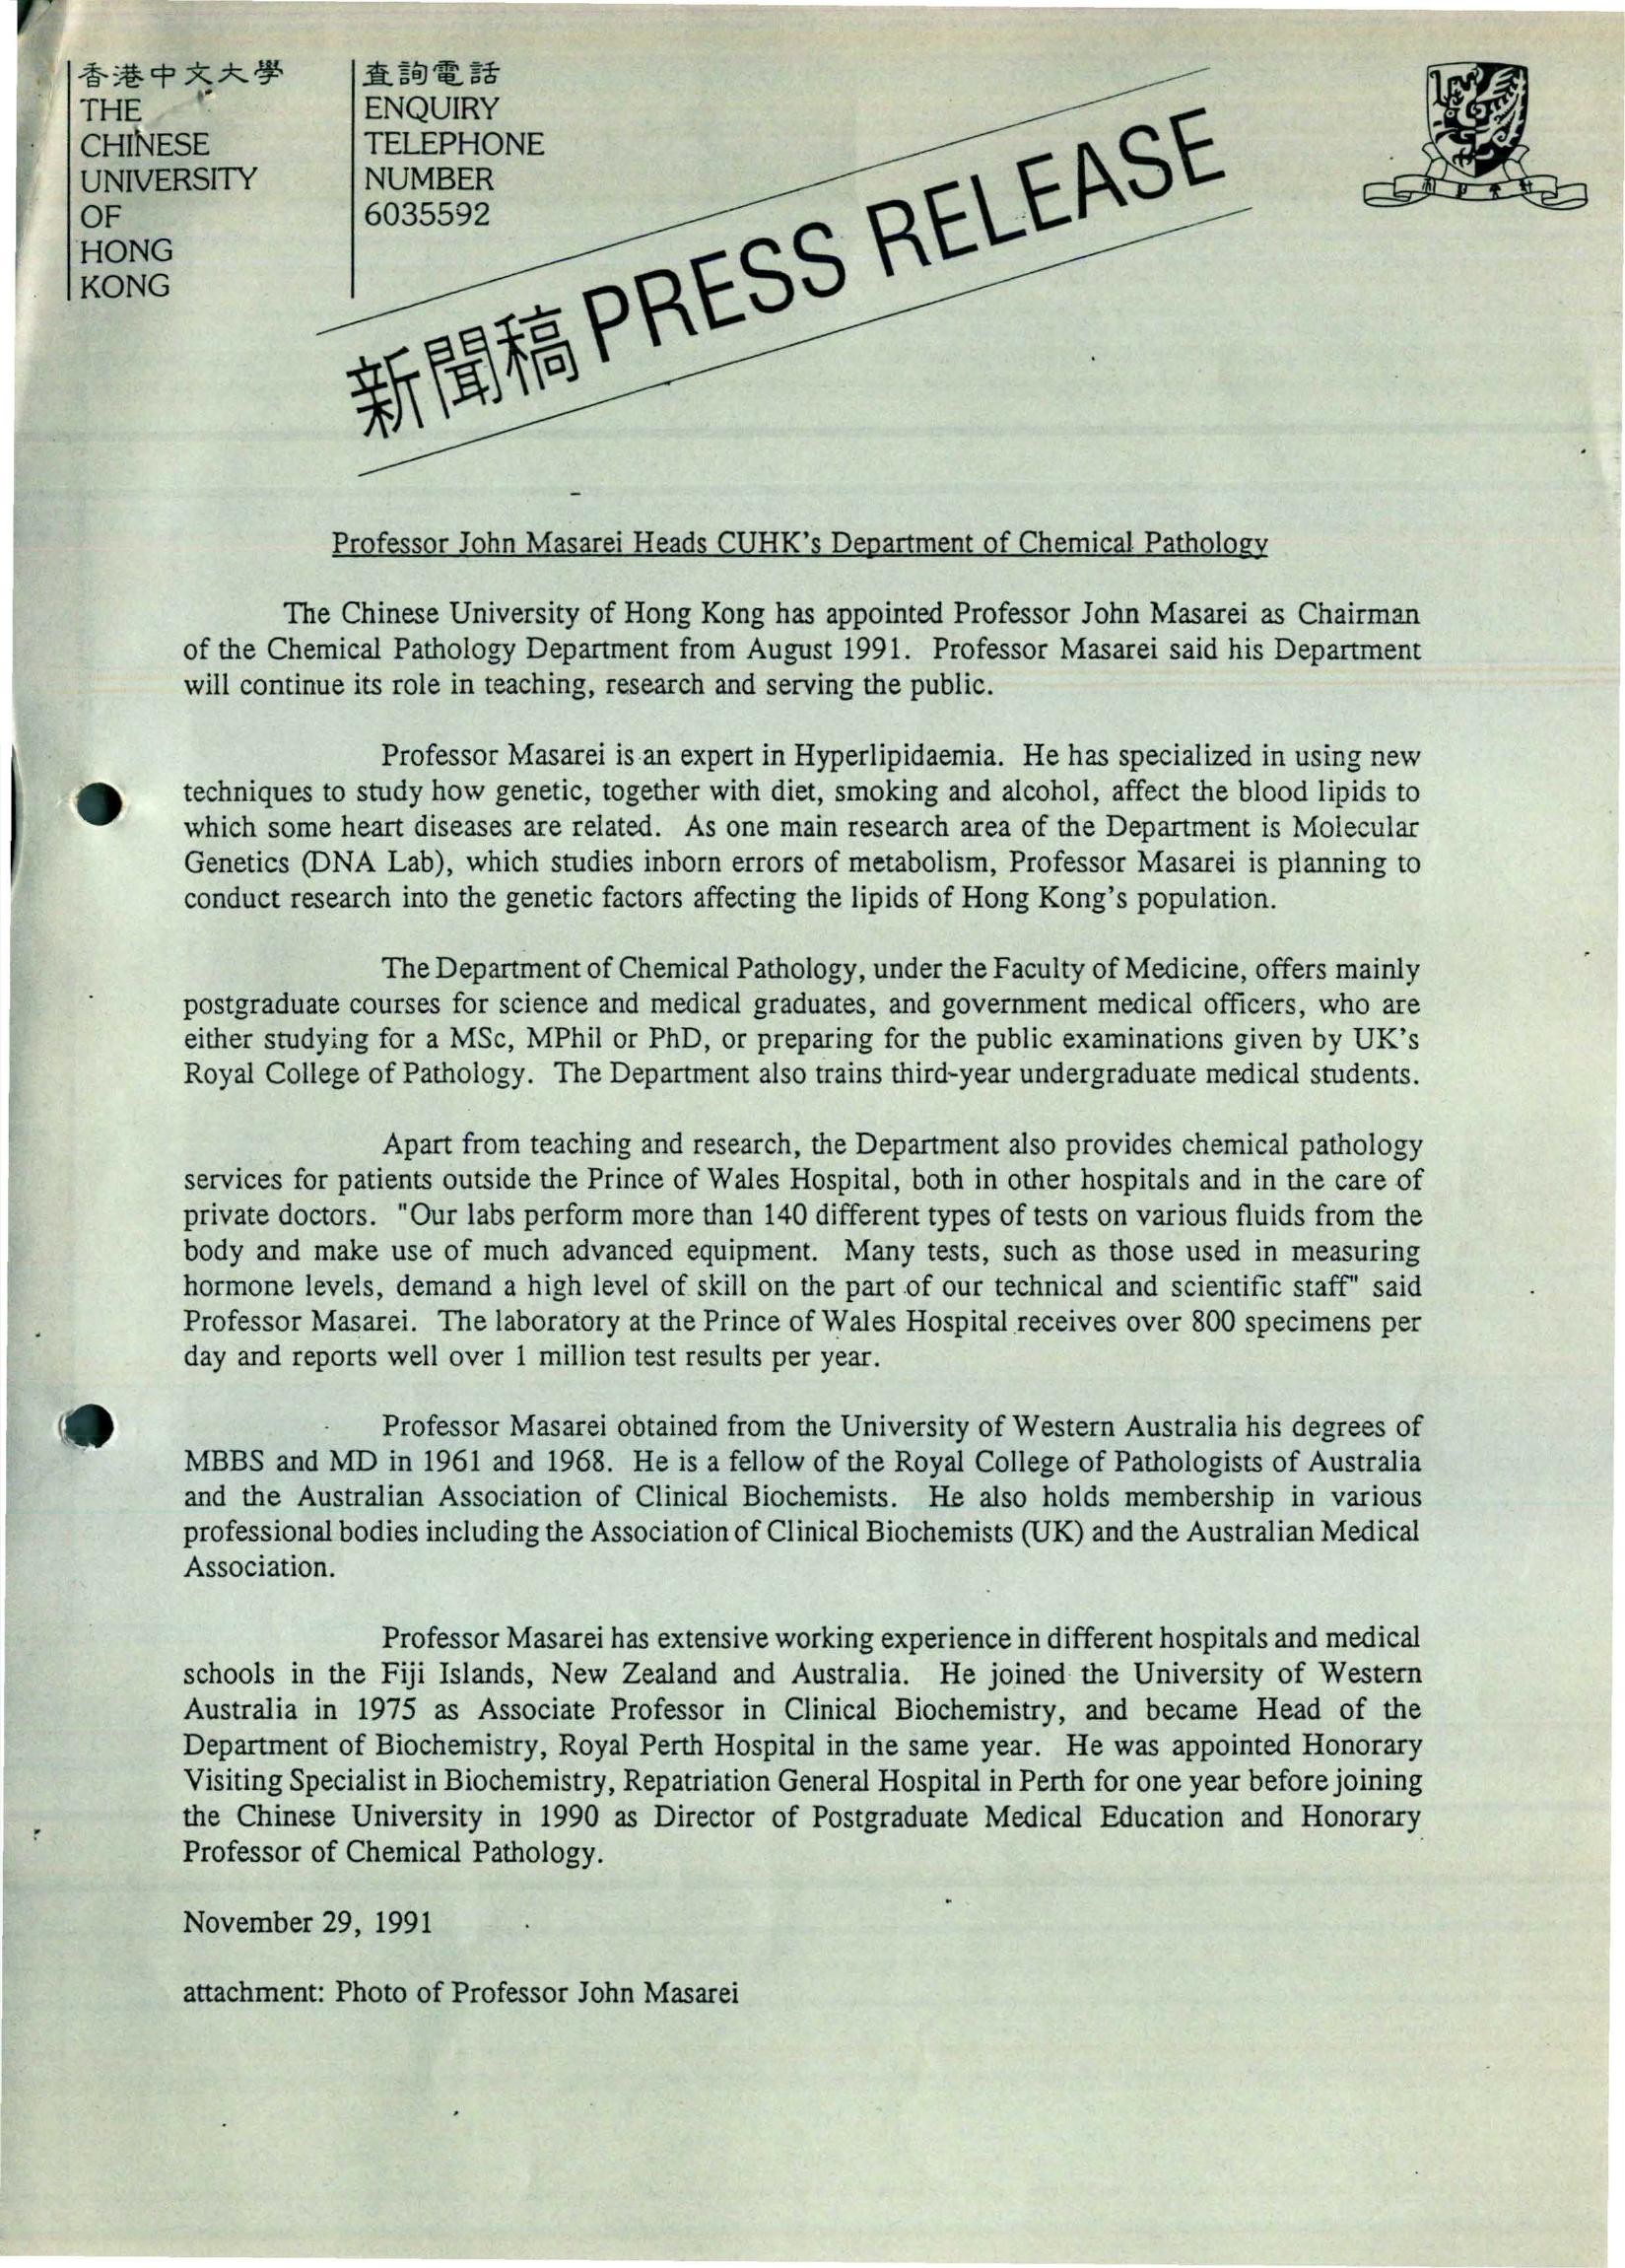 香港中文大學
THE
CHINESE
UNIVERSITY
OF
HONG
KONG
查詢電話
ENQUIRY
TELEPHONE
NUMBER
6035592
新聞稿 PRESS RELEASE
Professor John Masarei Heads CUHK's Department of Chemical Pathology
The Chinese University of Hong Kong has appointed Professor John Masarei as Chairman
of the Chemical Pathology Department from August 1991. Professor Masarei said his Department
will continue its role in teaching, research and serving the public.
Professor Masarei is an expert in Hyperlipidaemia. He has specialized in using new
techniques to study how genetic, together with diet, smoking and alcohol, affect the blood lipids to
which some heart diseases are related. As one main research area of the Department is Molecular
Genetics (DNA Lab), which studies inborn errors of metabolism, Professor Masarei is planning to
conduct research into the genetic factors affecting the lipids of Hong Kong's population.
The Department of Chemical Pathology, under the Faculty of Medicine, offers mainly
postgraduate courses for science and medical graduates, and government medical officers, who are
either studying for a MSc, MPhil or PhD, or preparing for the public examinations given by UK's
Royal College of Pathology. The Department also trains third-year undergraduate medical students.
Apart from teaching and research, the Department also provides chemical pathology
services for patients outside the Prince of Wales Hospital, both in other hospitals and in the care of
private doctors. "Our labs perform more than 140 different types of tests on various fluids from the
body and make use of much advanced equipment. Many tests, such as those used in measuring
hormone levels, demand a high level of skill on the part of our technical and scientific staff" said
Professor Masarei. The laboratory at the Prince of Wales Hospital receives over 800 specimens per
day and reports well over 1 million test results per year.
Professor Masarei obtained from the University of Western Australia his degrees of
MBBS and MD in 1961 and 1968. He is a fellow of the Royal College of Pathologists of Australia
and the Australian Association of Clinical Biochemists. He also holds membership in various
professional bodies including the Association of Clinical Biochemists (UK) and the Australian Medical
Association.
Professor Masarei has extensive working experience in different hospitals and medical
schools in the Fiji Islands, New Zealand and Australia. He joined the University of Western
Australia in 1975 as Associate Professor in Clinical Biochemistry, and became Head of the
Department of Biochemistry, Royal Perth Hospital in the same year. He was appointed Honorary
Visiting Specialist in Biochemistry, Repatriation General Hospital in Perth for one year before joining
the Chinese University in 1990 as Director of Postgraduate Medical Education and Honorary
Professor of Chemical Pathology.
November 29, 1991
attachment: Photo of Professor John Masarei